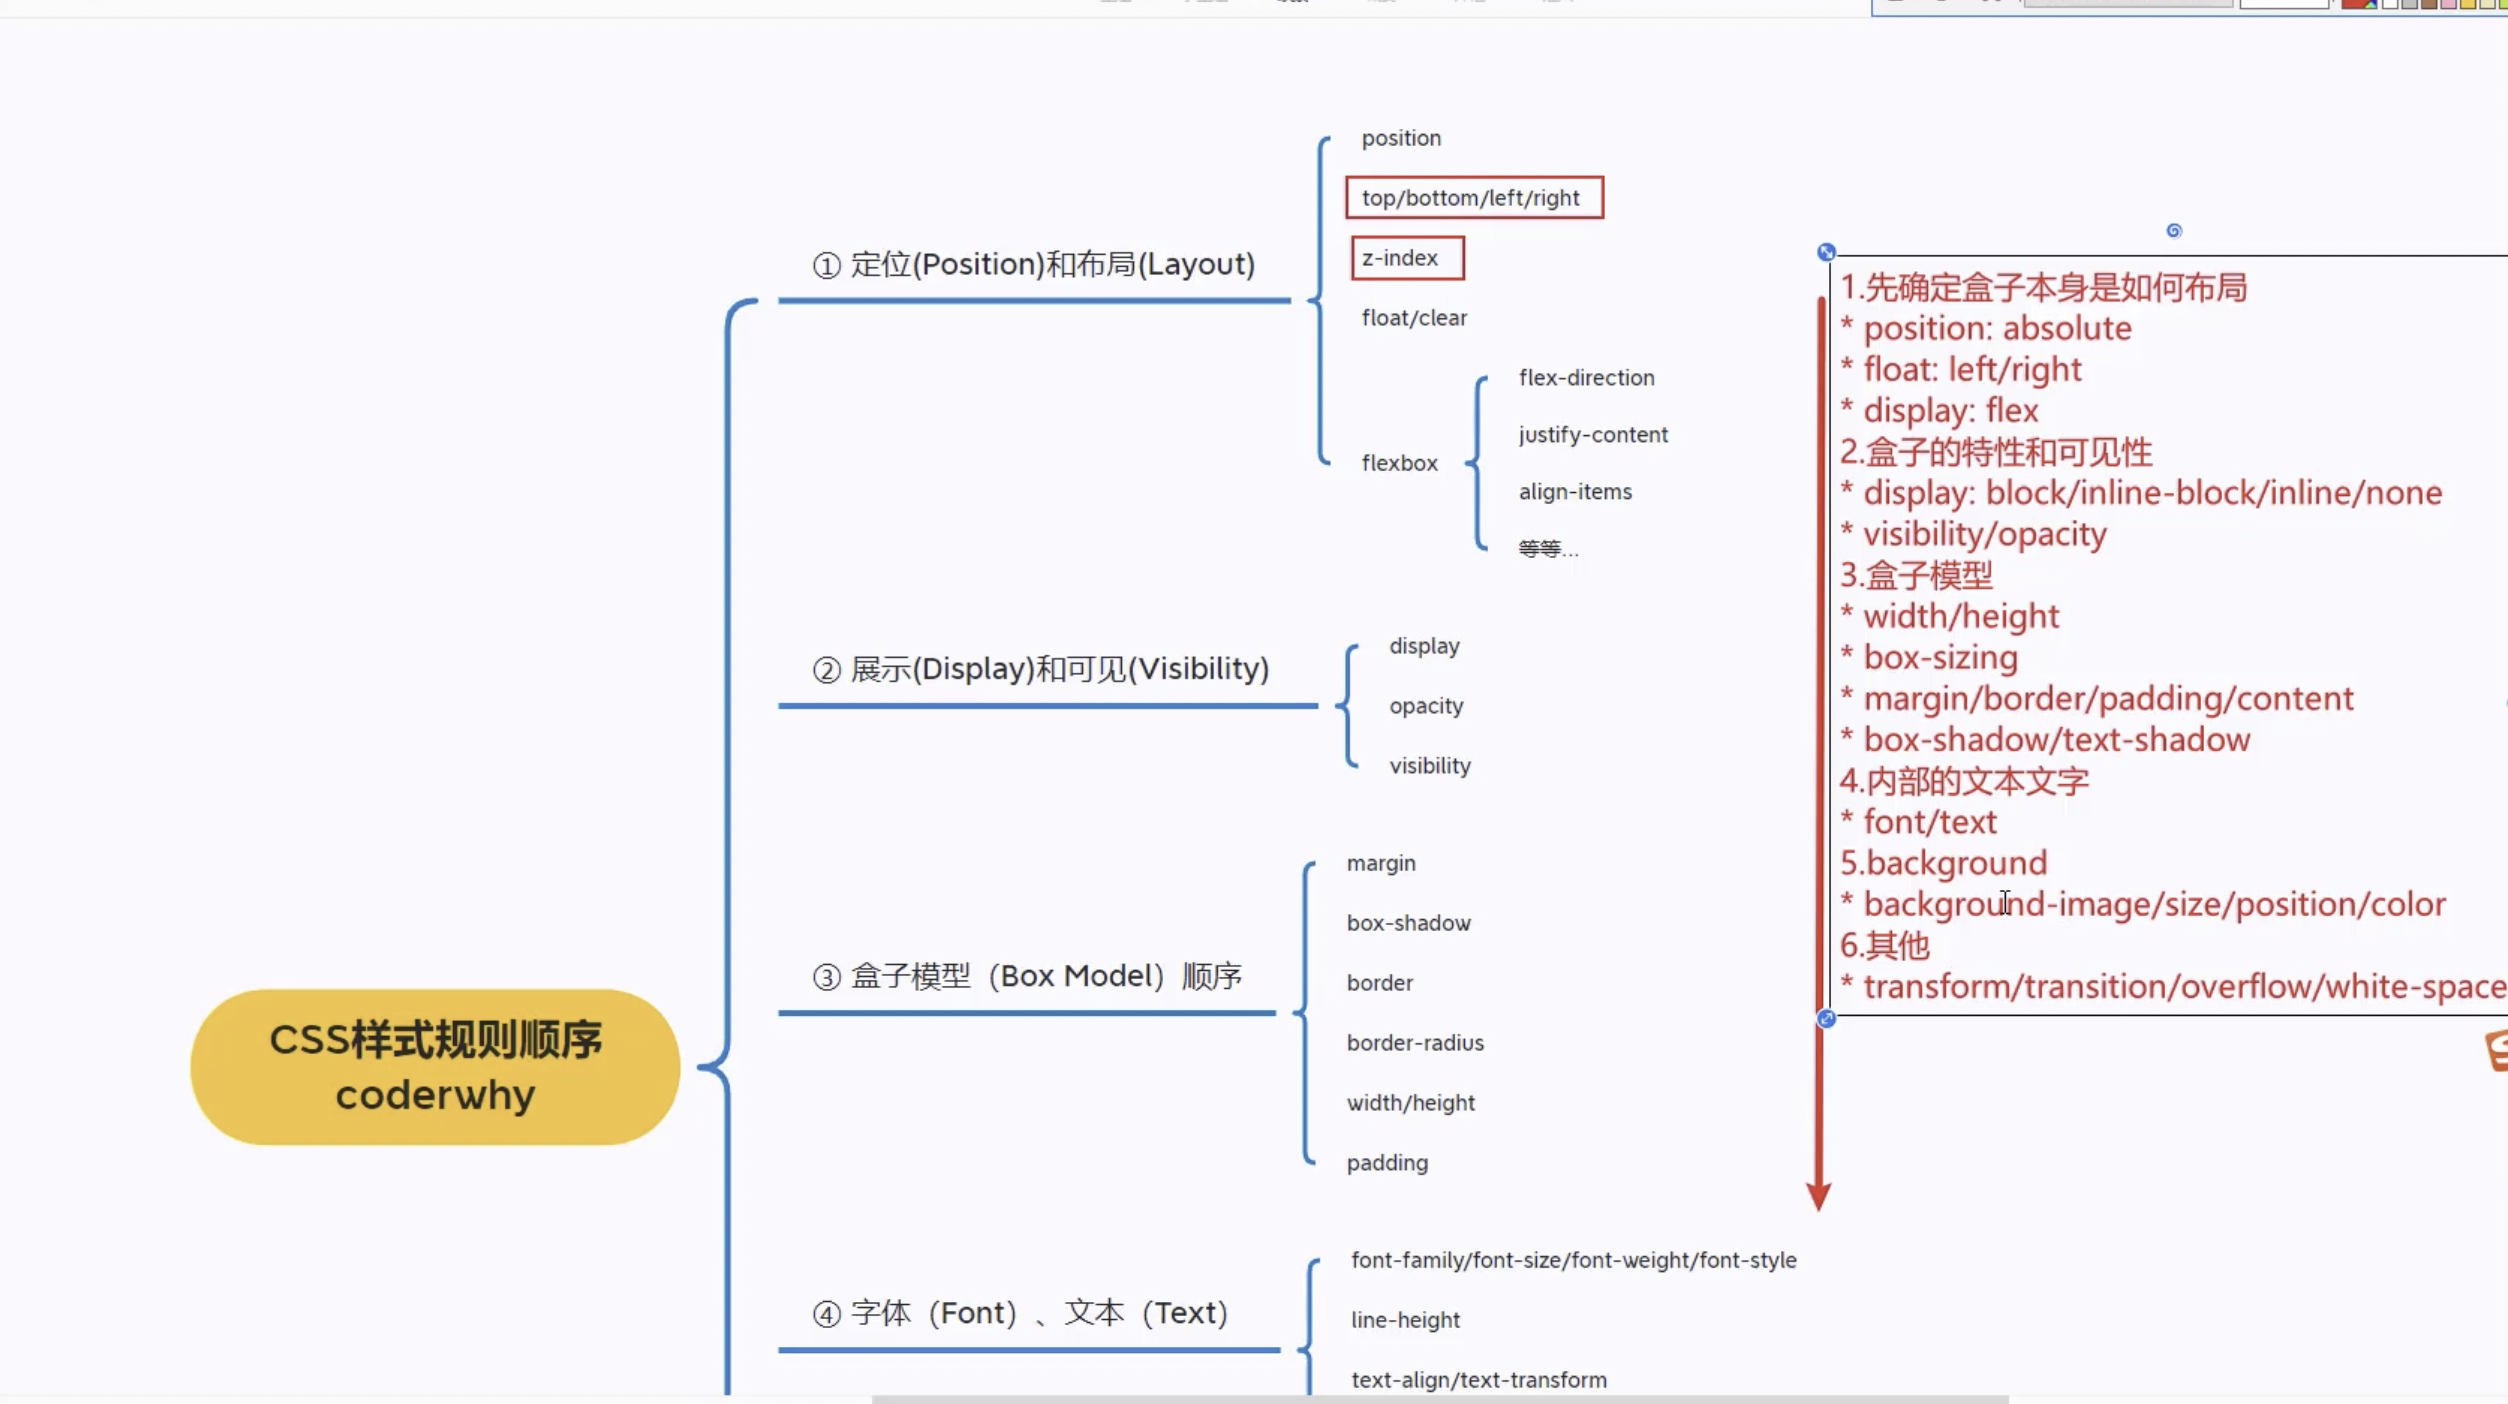 position
top/bottom/left/right
z-index
① 定位(Position)和布局(Layout)
float/clear
flex-direction
justify-content
flexbox
align-items
等等...
display
② 展示(Display)和可见(Visibility)
opacity
visibility
margin
box-shadow
③ 盒子模型（Box Model）顺序
border
border-radius
width/height
padding
CSS样式规则顺序
coderwhy
font-family/font-size/font-weight/font-style
④ 字体（Font）、文本（Text）
line-height
text-align/text-transform
1.先确定盒子本身是如何布局
* position: absolute
* float: left/right
* display: flex
2.盒子的特性和可见性
* display: block/inline-block/inline/none
* visibility/opacity
3.盒子模型
* width/height
* box-sizing
* margin/border/padding/content
* box-shadow/text-shadow
4.内部的文本文字
* font/text
5.background
* background-image/size/position/color
6.其他
* transform/transition/overflow/white-space